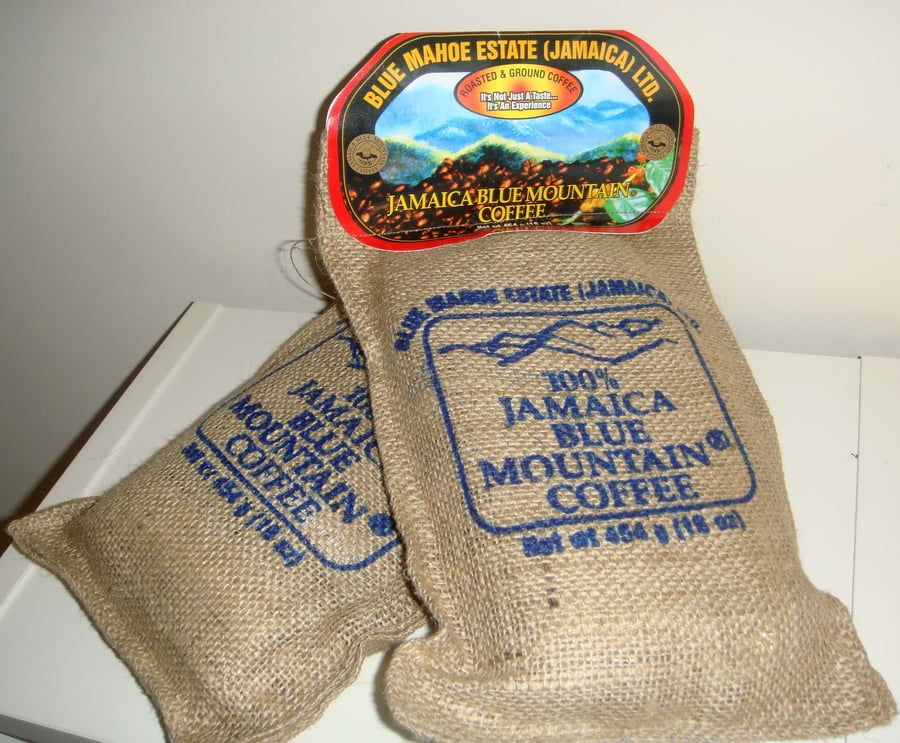 BLUE MAHOE ESTATE (JAMAICA) LTD.
ROASTED & GROUND COFFEE
It's Not Just A Taste...
It's An Experience
JAMAICA BLUE MOUNTAIN®
COFFEE
BLUE MAHOE ESTATE (JAMAICA)
100%
JAMAICA
BLUE
MOUNTAIN®
COFFEE
Net wt 454 g (16 oz)
JAMAIC
BLUE
MOUNTAIN®
COFFEE
Net wt 454 g (16 oz)